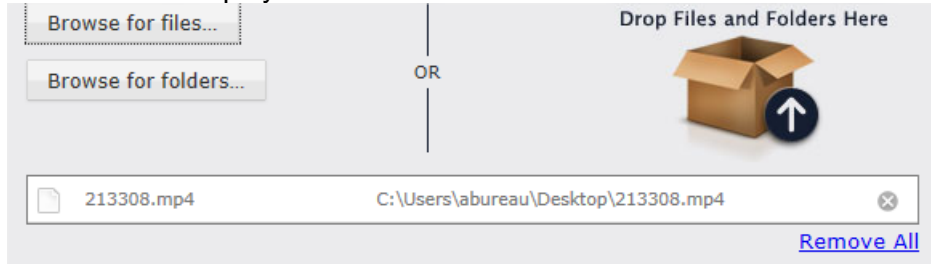 Browse for files...
Drop Files and Folders Here
Browse for folders...
OR
213308.mp4 C:\Users\abureau\Desktop\213308.mp4
Remove All